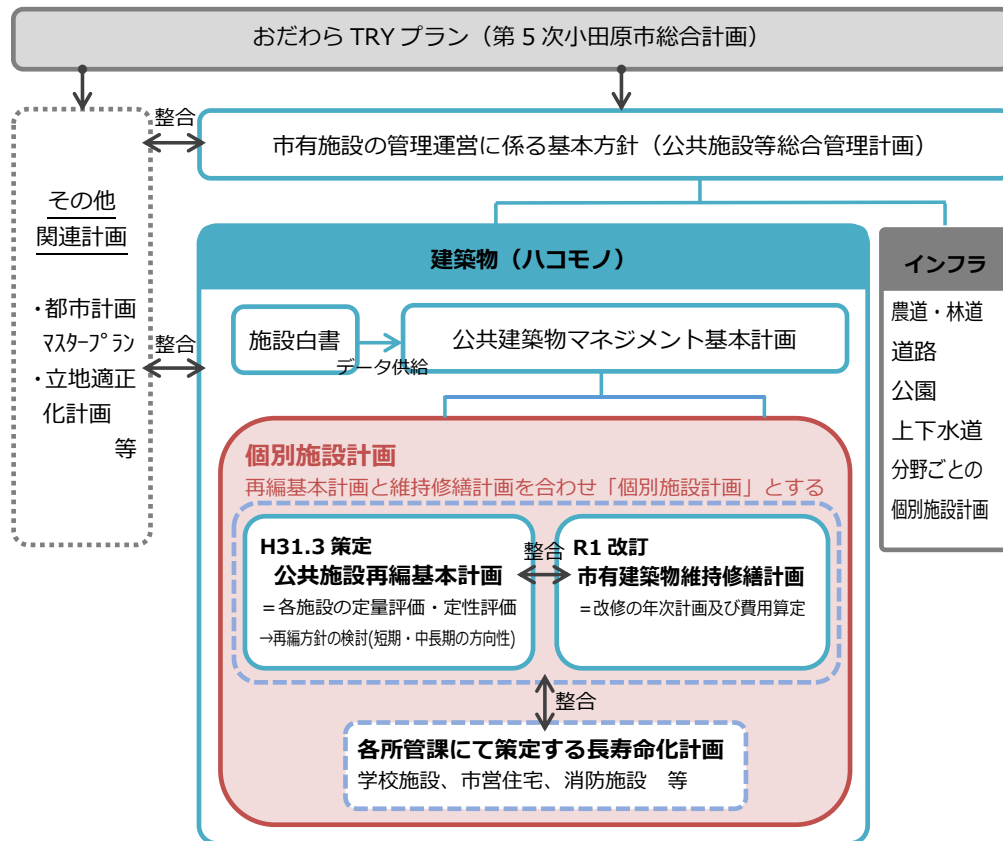 おだわら TRY プラン（第 5 次小田原市総合計画）
整合
市有施設の管理運営に係る基本方針（公共施設等総合管理計画）
その他
関連計画
・都市計画
ﾏｽﾀｰﾌﾟﾗﾝ
・立地適正
化計画
等
整合
建築物（ハコモノ）
施設白書
データ供給
公共建築物マネジメント基本計画
個別施設計画
再編基本計画と維持修繕計画を合わせ「個別施設計画」とする
H31.3 策定
公共施設再編基本計画
＝各施設の定量評価・定性評価
→再編方針の検討(短期・中長期の方向性)
整合
R1 改訂
市有建築物維持修繕計画
＝改修の年次計画及び費用算定
整合
各所管課にて策定する長寿命化計画
学校施設、市営住宅、消防施設　等
インフラ
農道・林道
道路
公園
上下水道
分野ごとの
個別施設計画